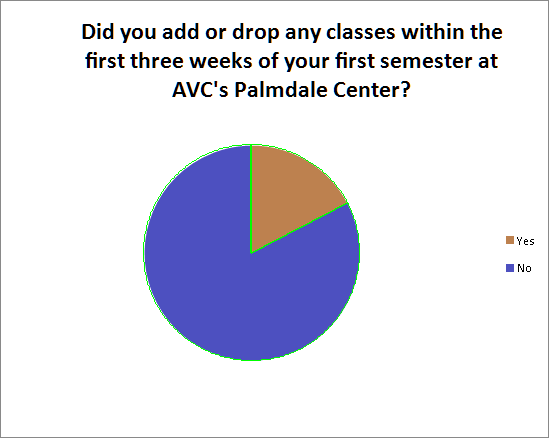 Did you add or drop any classes within the
first three weeks of your first semester at
AVC's Palmdale Center?
Yes
No